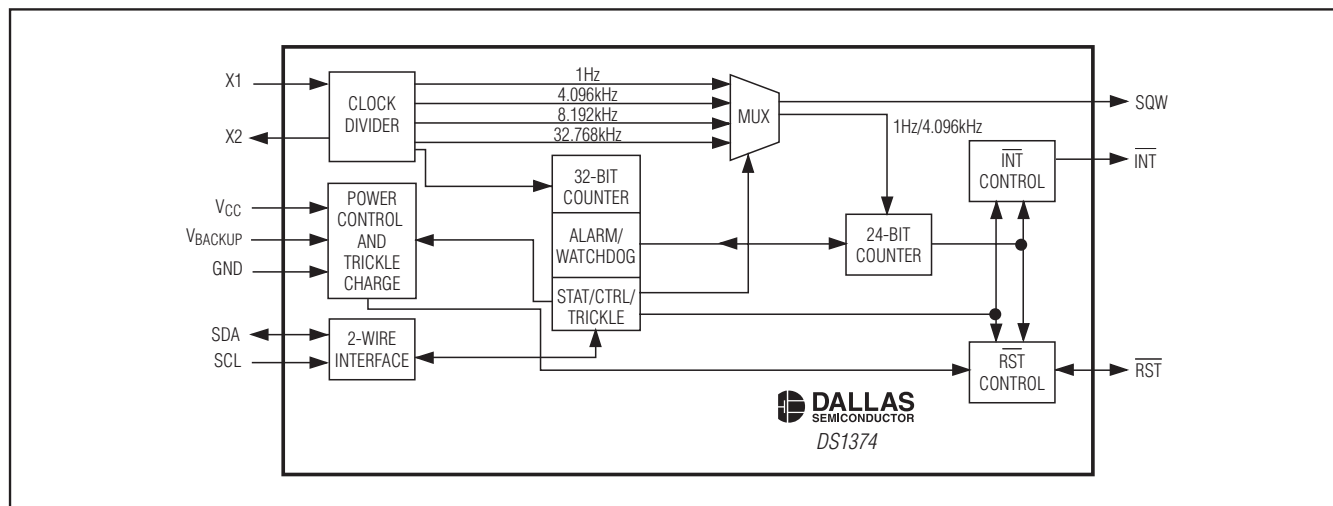 X1
X2
VCC
VBACKUP
GND
SDA
SCL
CLOCK
DIVIDER
1Hz
4.096kHz
8.192kHz
32.768kHz
MUX
SQW
1Hz/4.096kHz
INT
CONTROL
INT
POWER
CONTROL
AND
TRICKLE
CHARGE
32-BIT
COUNTER
ALARM/
WATCHDOG
STAT/CTRL/
TRICKLE
24-BIT
COUNTER
2-WIRE
INTERFACE
RST
CONTROL
RST
DALLAS
SEMICONDUCTOR
DS1374